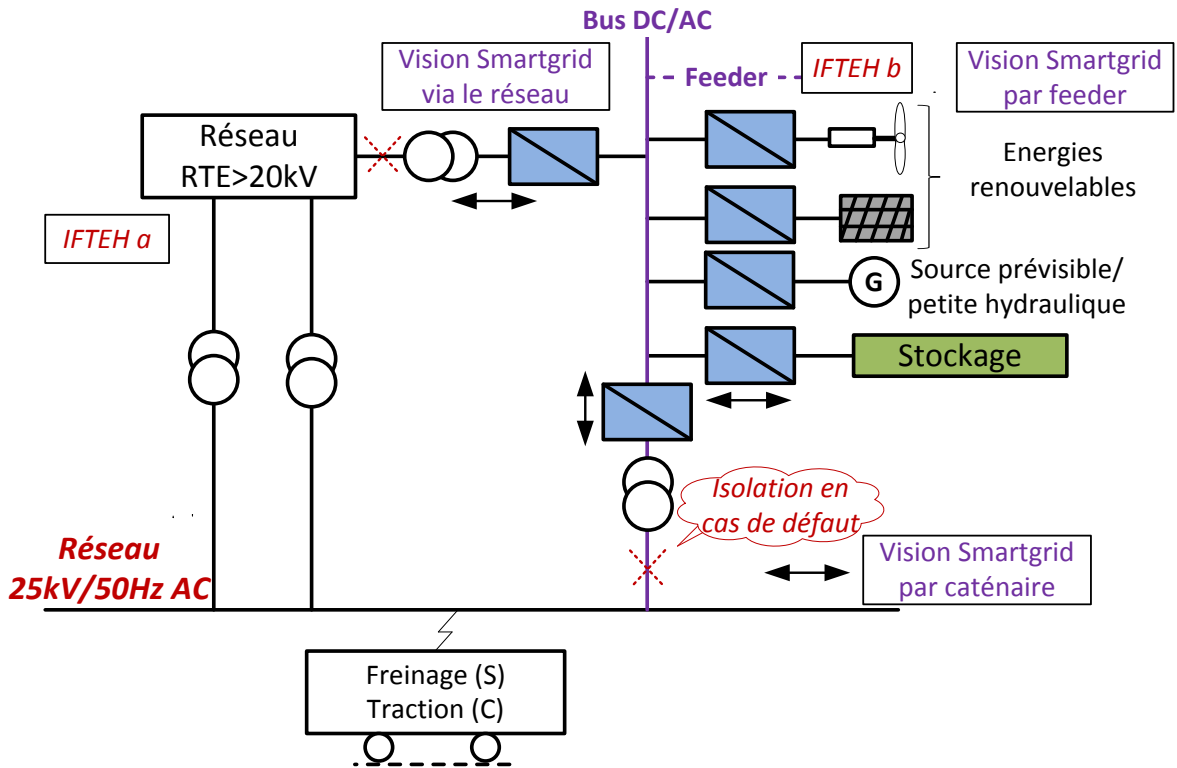 Bus DC/AC
Vision Smartgrid
via le réseau
Feeder
IFTEH b
Vision Smartgrid
par feeder
Réseau
RTE>20kV
Energies
renouvelables
IFTEH a
G
Source prévisible/
petite hydraulique
Stockage
Isolation en
cas de défaut
Réseau
25kV/50Hz AC
Vision Smartgrid
par caténaire
Freinage (S)
Traction (C)